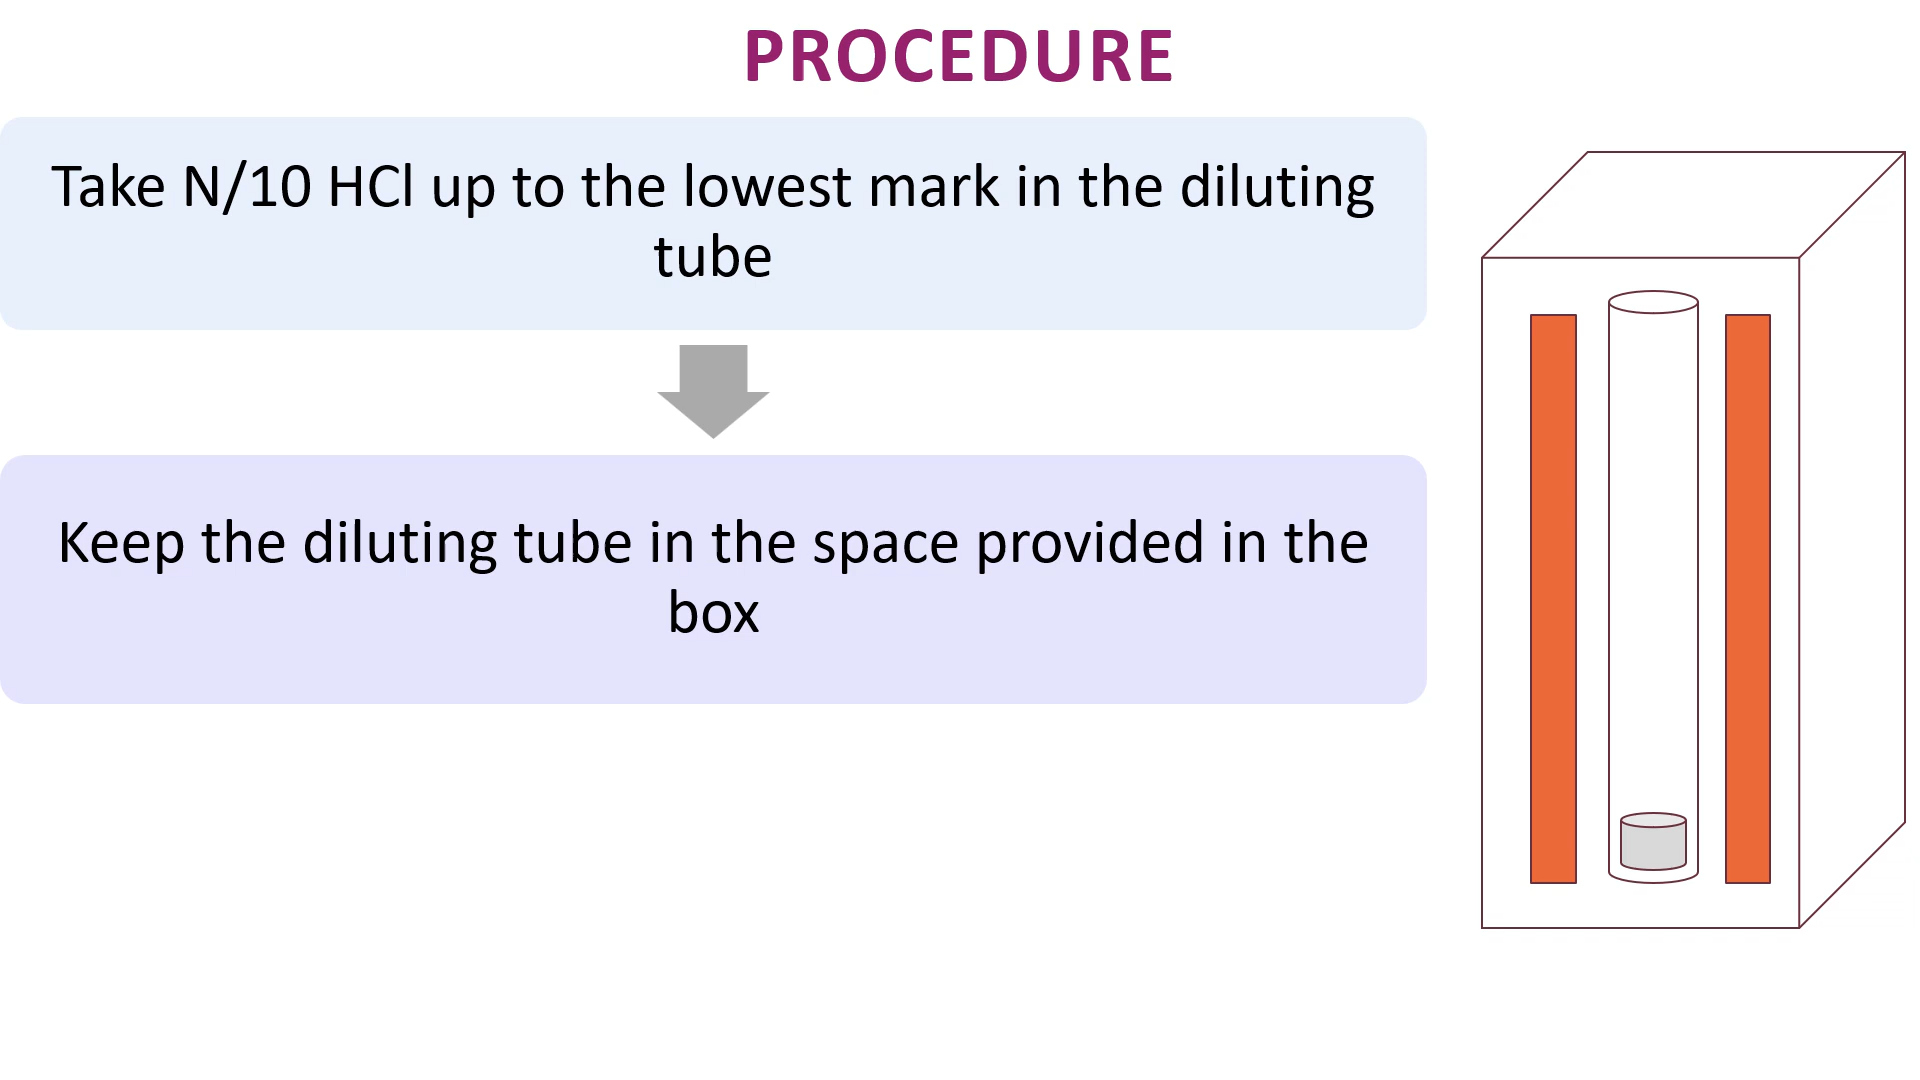 PROCEDURE
Take N/10 HCl up to the lowest mark in the diluting
tube
Keep the diluting tube in the space provided in the
box